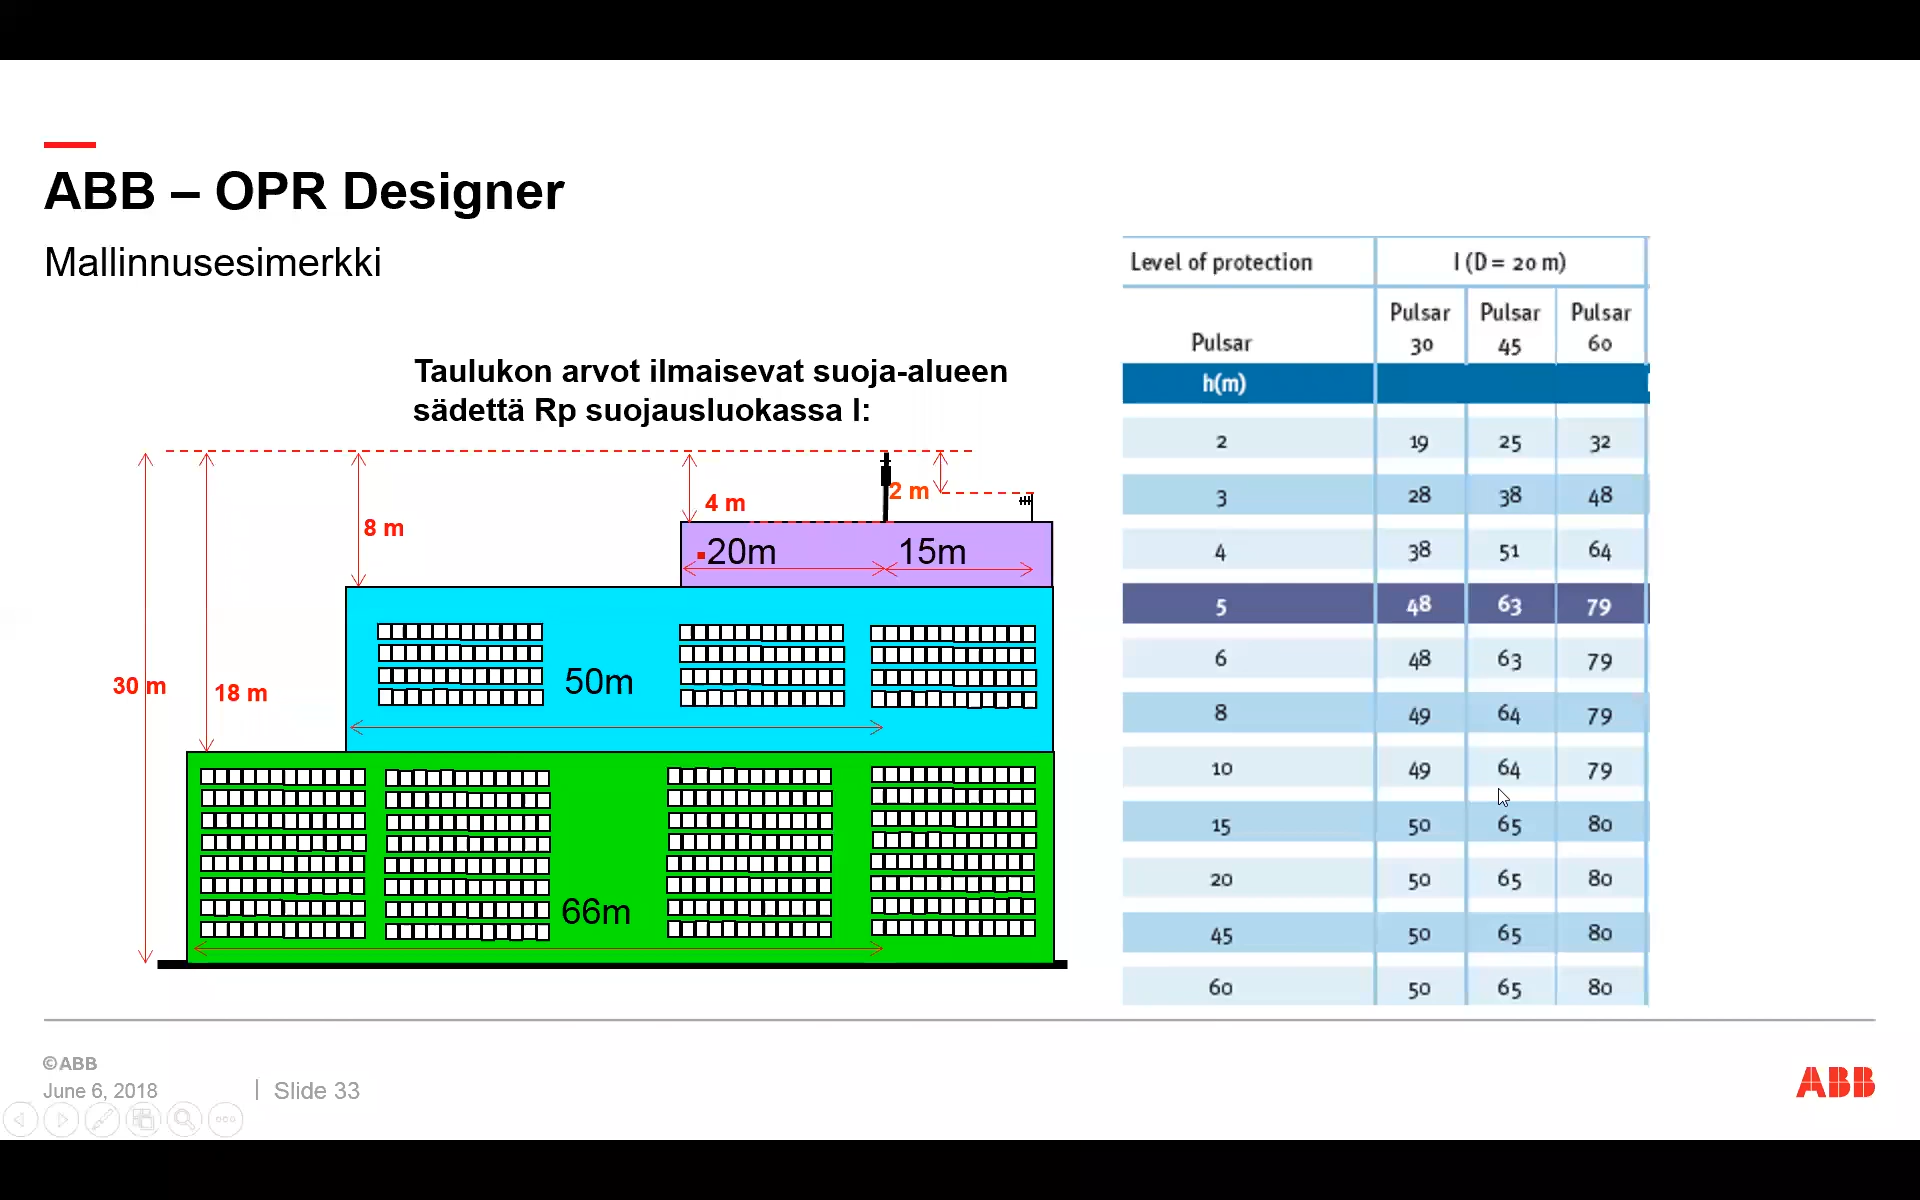 ABB – OPR Designer
Mallinnusesimerkki
Taulukon arvot ilmaisevat suoja-alueen
sädettä Rp suojausluokassa I:
2 m
4 m
8 m
20m 15m
30 m
18 m
50m
66m
Level of protection I (D = 20 m)
Pulsar Pulsar Pulsar
Pulsar 30 45 60
h(m)
2 19 25 32
3 28 38 48
4 38 51 64
5 48 63 79
6 48 63 79
8 49 64 79
10 49 64 79
15 50 65 80
20 50 65 80
45 50 65 80
60 50 65 80
©ABB
June 6, 2018 | Slide 33
ABB